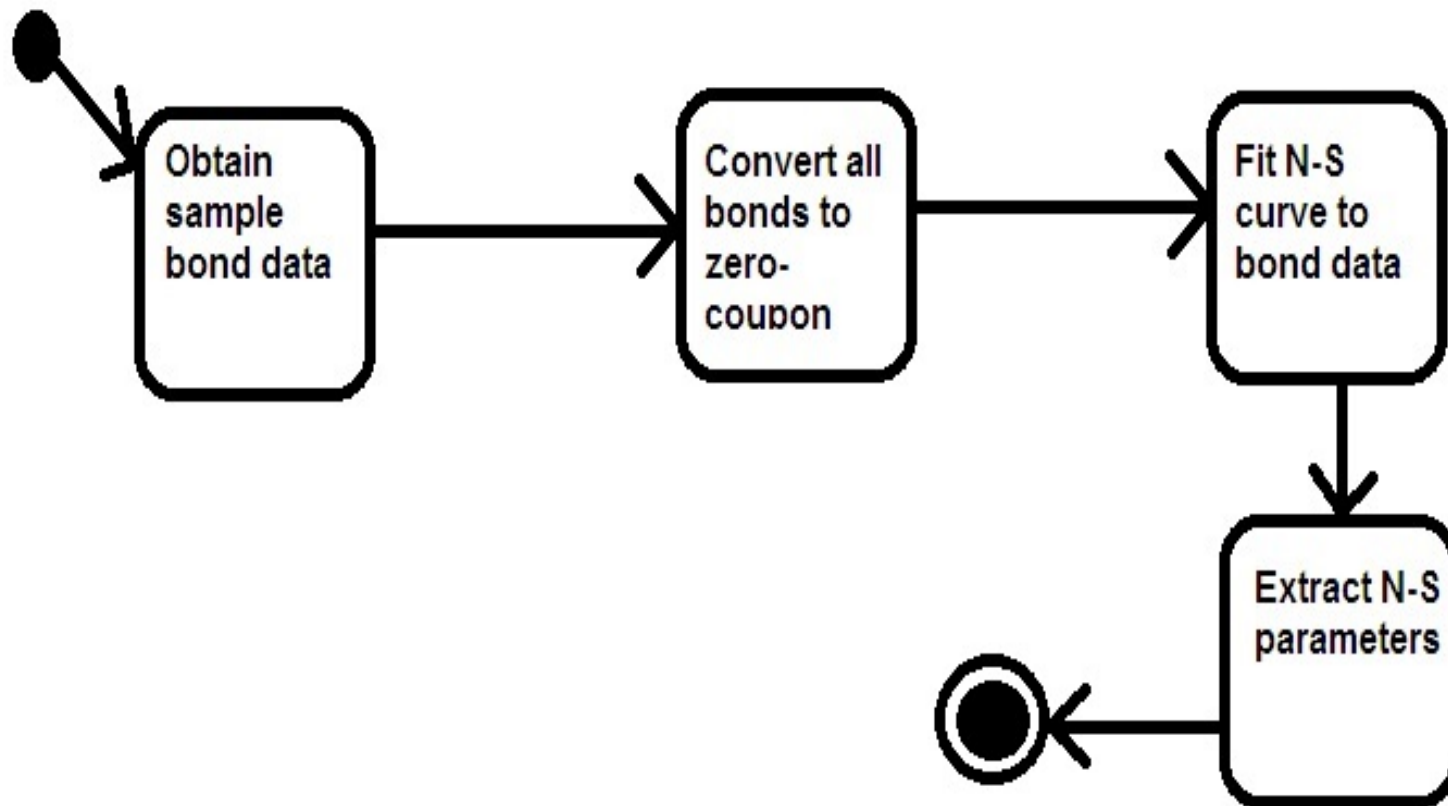 Obtain
sample
bond data
Convert all
bonds to
zero-
coupon
Fit N-S
curve to
bond data
Extract N-S
parameters